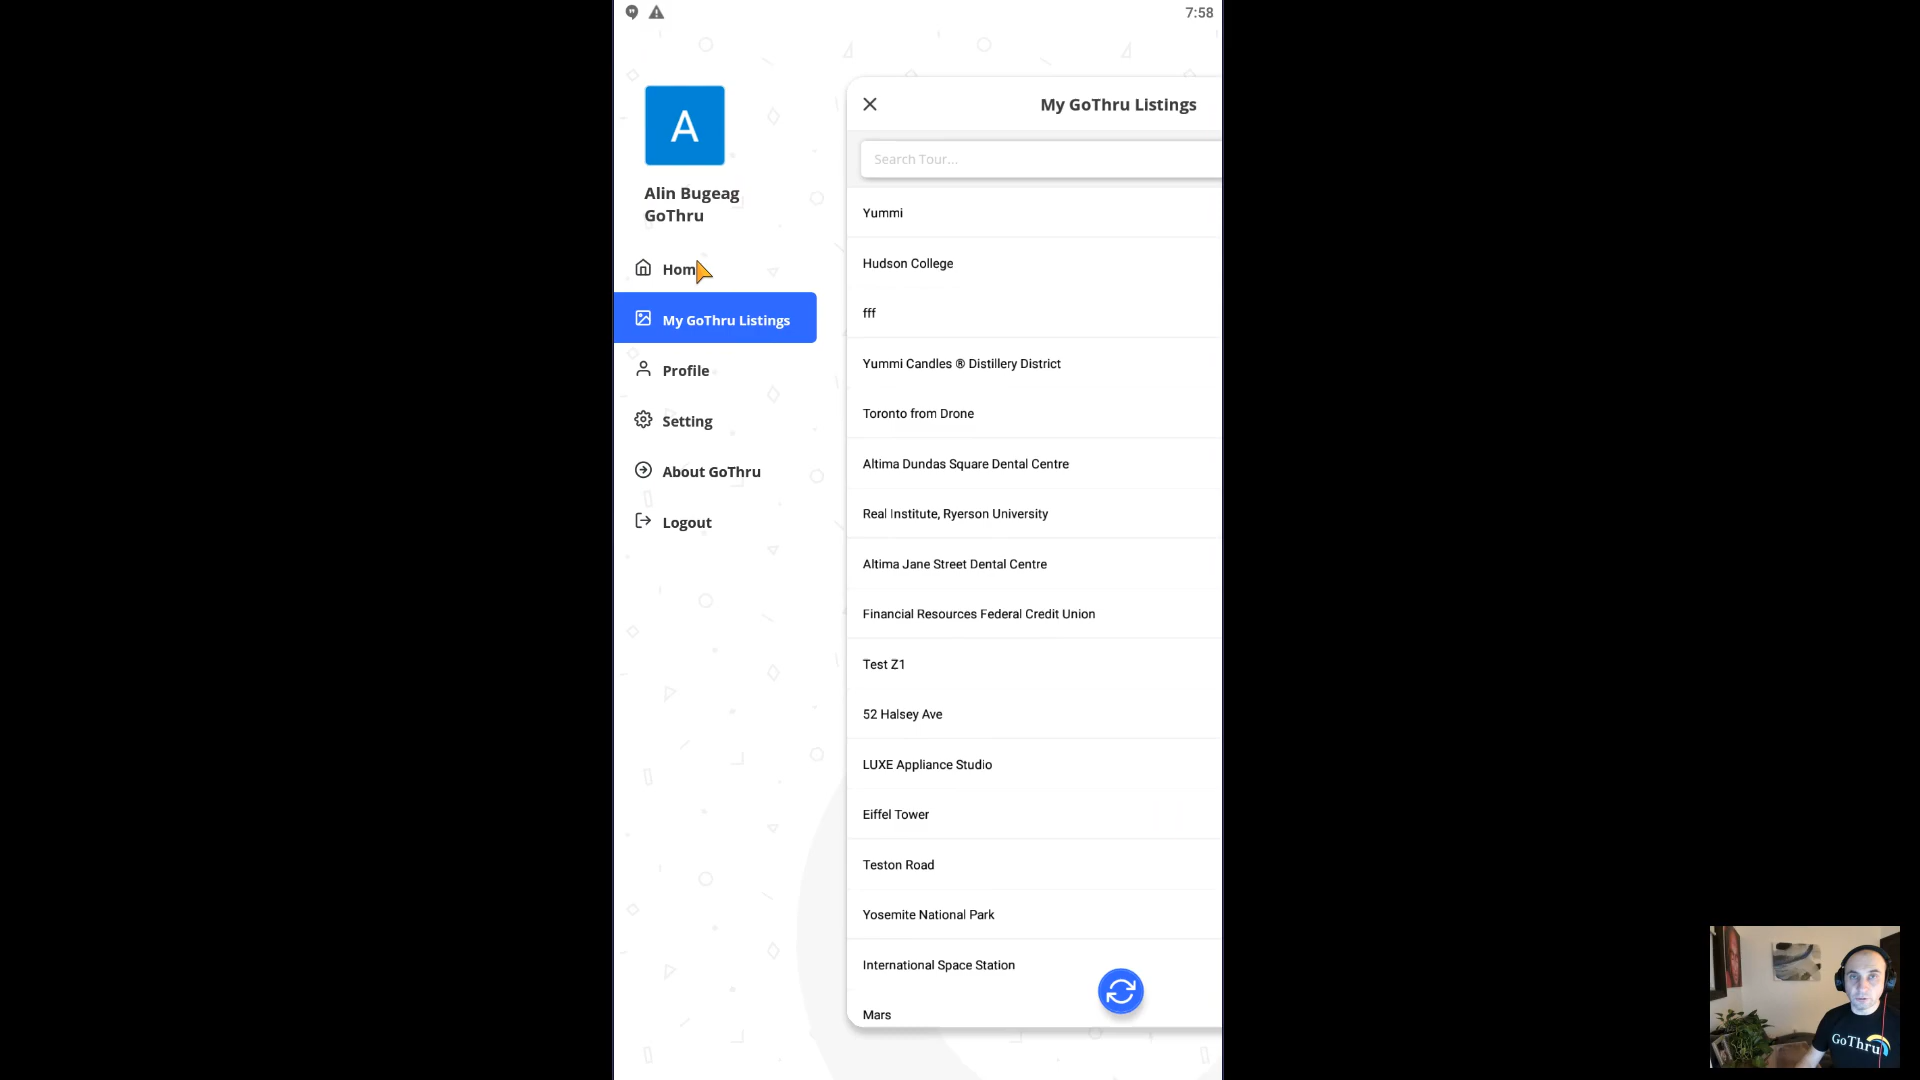 7:58
A
Alin Bugeag
GoThru
Hom
My GoThru Listings
Profile
Setting
About GoThru
Logout
My GoThru Listings
Search Tour...
Yummi
Hudson College
fff
Yummi Candles ® Distillery District
Toronto from Drone
Altima Dundas Square Dental Centre
Real Institute, Ryerson University
Altima Jane Street Dental Centre
Financial Resources Federal Credit Union
Test Z1
52 Halsey Ave
LUXE Appliance Studio
Eiffel Tower
Teston Road
Yosemite National Park
International Space Station
Mars
GoThru